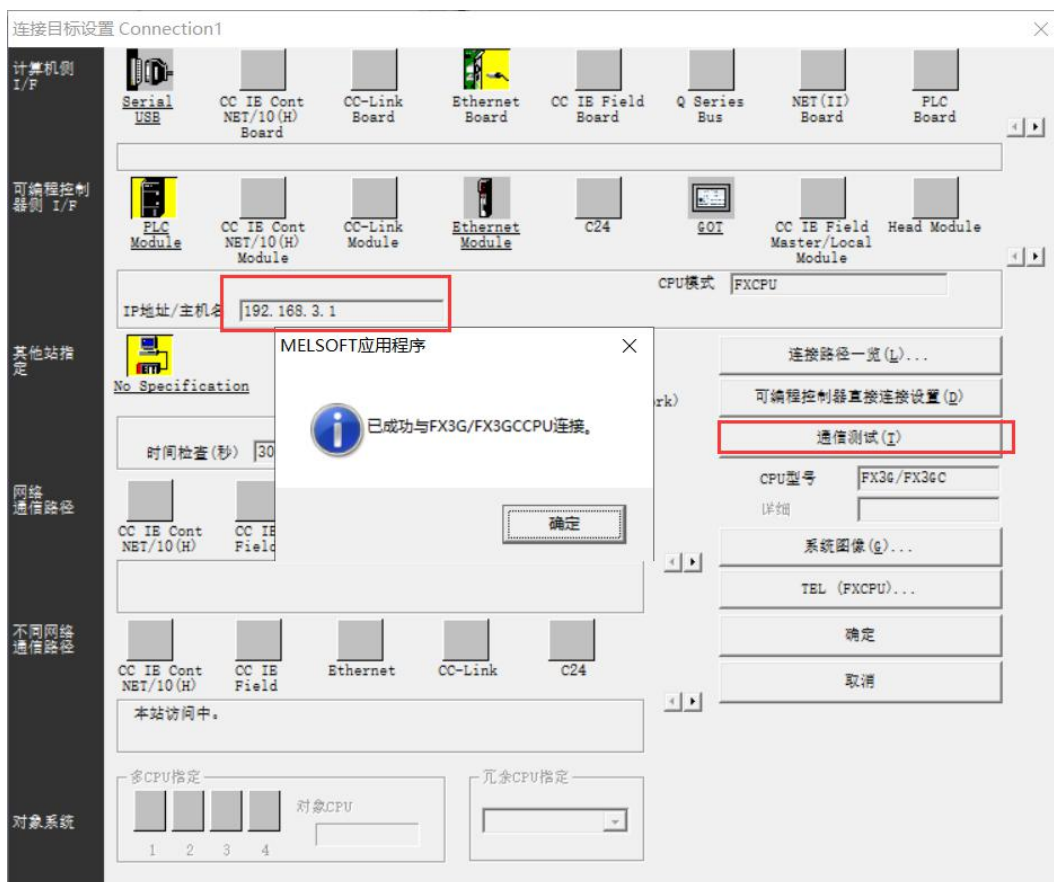 连接目标设置 Connection1
计算机侧
I/F
Serial
USB
CC IE Cont
NET/10(H)
Board
CC-Link
Board
Ethernet
Board
CC IE Field
Board
Q Series
Bus
NET(II)
Board
PLC
Board
可编程控制
器侧 I/F
PLC
Module
CC IE Cont
NET/10(H)
Module
CC-Link
Module
Ethernet
Module
C24
GOT
CC IE Field
Master/Local
Module
Head Module
CPU模式 FXCPU
IP地址/主机名 192.168.3.1
其他站指
定
No Specification
MELSOFT应用程序
已成功与FX3G/FX3GCCPU连接。
确定
rk)
时间检查(秒) 30
连接路径一览(L)...
可编程控制器直接连接设置(D)
通信测试(T)
CPU型号 FX3G/FX3GC
详细
系统图像(G)...
TEL (FXCPU)...
确定
取消
网络
通信路径
CC IE Cont
NET/10(H)
CC IE
Field
不同网络
通信路径
CC IE Cont
NET/10(H)
CC IE
Field
Ethernet
CC-Link
C24
本站访问中。
对象系统
多CPU指定
1 2 3 4
对象CPU
冗余CPU指定